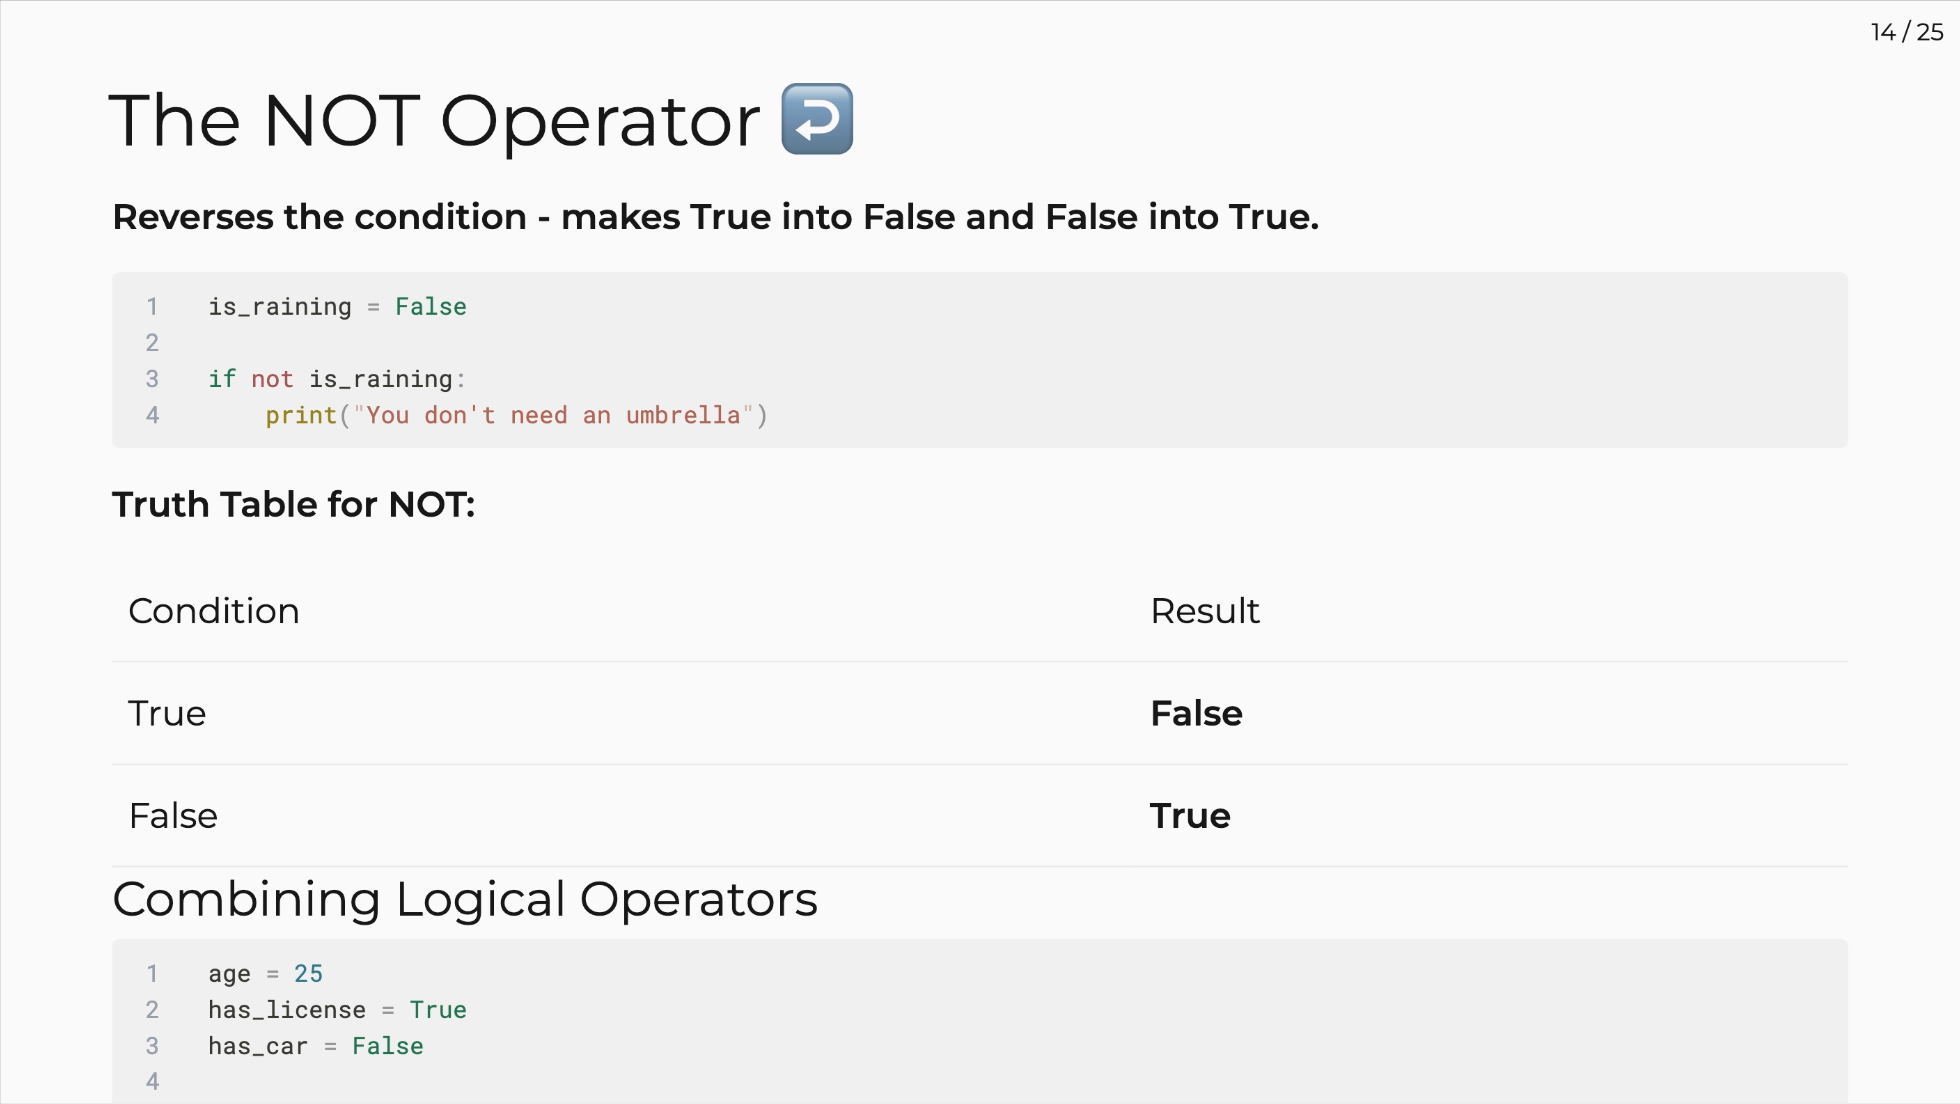 14 / 25
The NOT Operator ↩️
Reverses the condition - makes True into False and False into True.
1 is_raining = False
2
3 if not is_raining:
4     print("You don't need an umbrella")
Truth Table for NOT:
Condition Result
True False
False True
Combining Logical Operators
1 age = 25
2 has_license = True
3 has_car = False
4